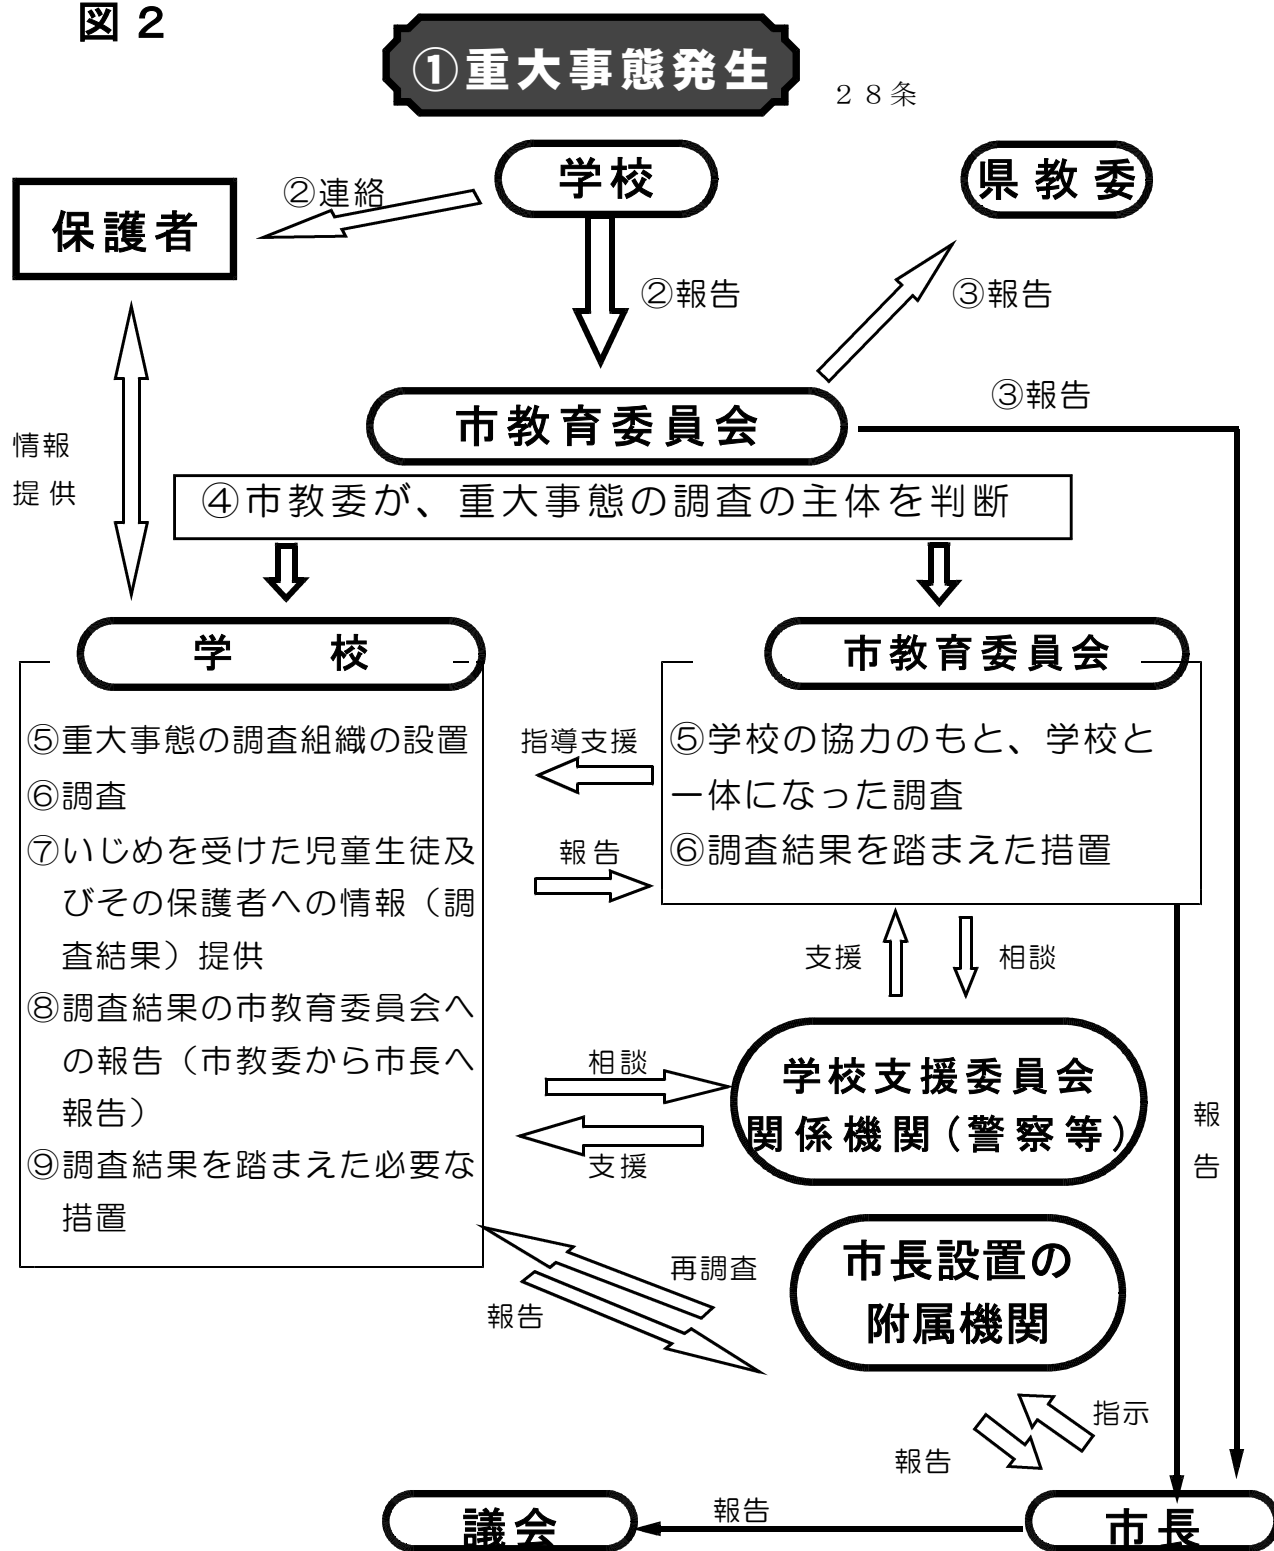 図２
①重大事態発生
２８条
学校
県教委
保護者
②連絡
②報告
③報告
③報告
市教育委員会
情報
提供
④市教委が、重大事態の調査の主体を判断
学　校
市教育委員会
⑤重大事態の調査組織の設置
⑥調査
⑦いじめを受けた児童生徒及
びその保護者への情報（調
査結果）提供
⑧調査結果の市教育委員会へ
の報告（市教委から市長へ
報告）
⑨調査結果を踏まえた必要な
措置
指導支援
報告
⑤学校の協力のもと、学校と
一体になった調査
⑥調査結果を踏まえた措置
支援
相談
相談
支援
学校支援委員会
関係機関（警察等）
報
告
再調査
報告
市長設置の
附属機関
指示
報告
議会
報告
市長